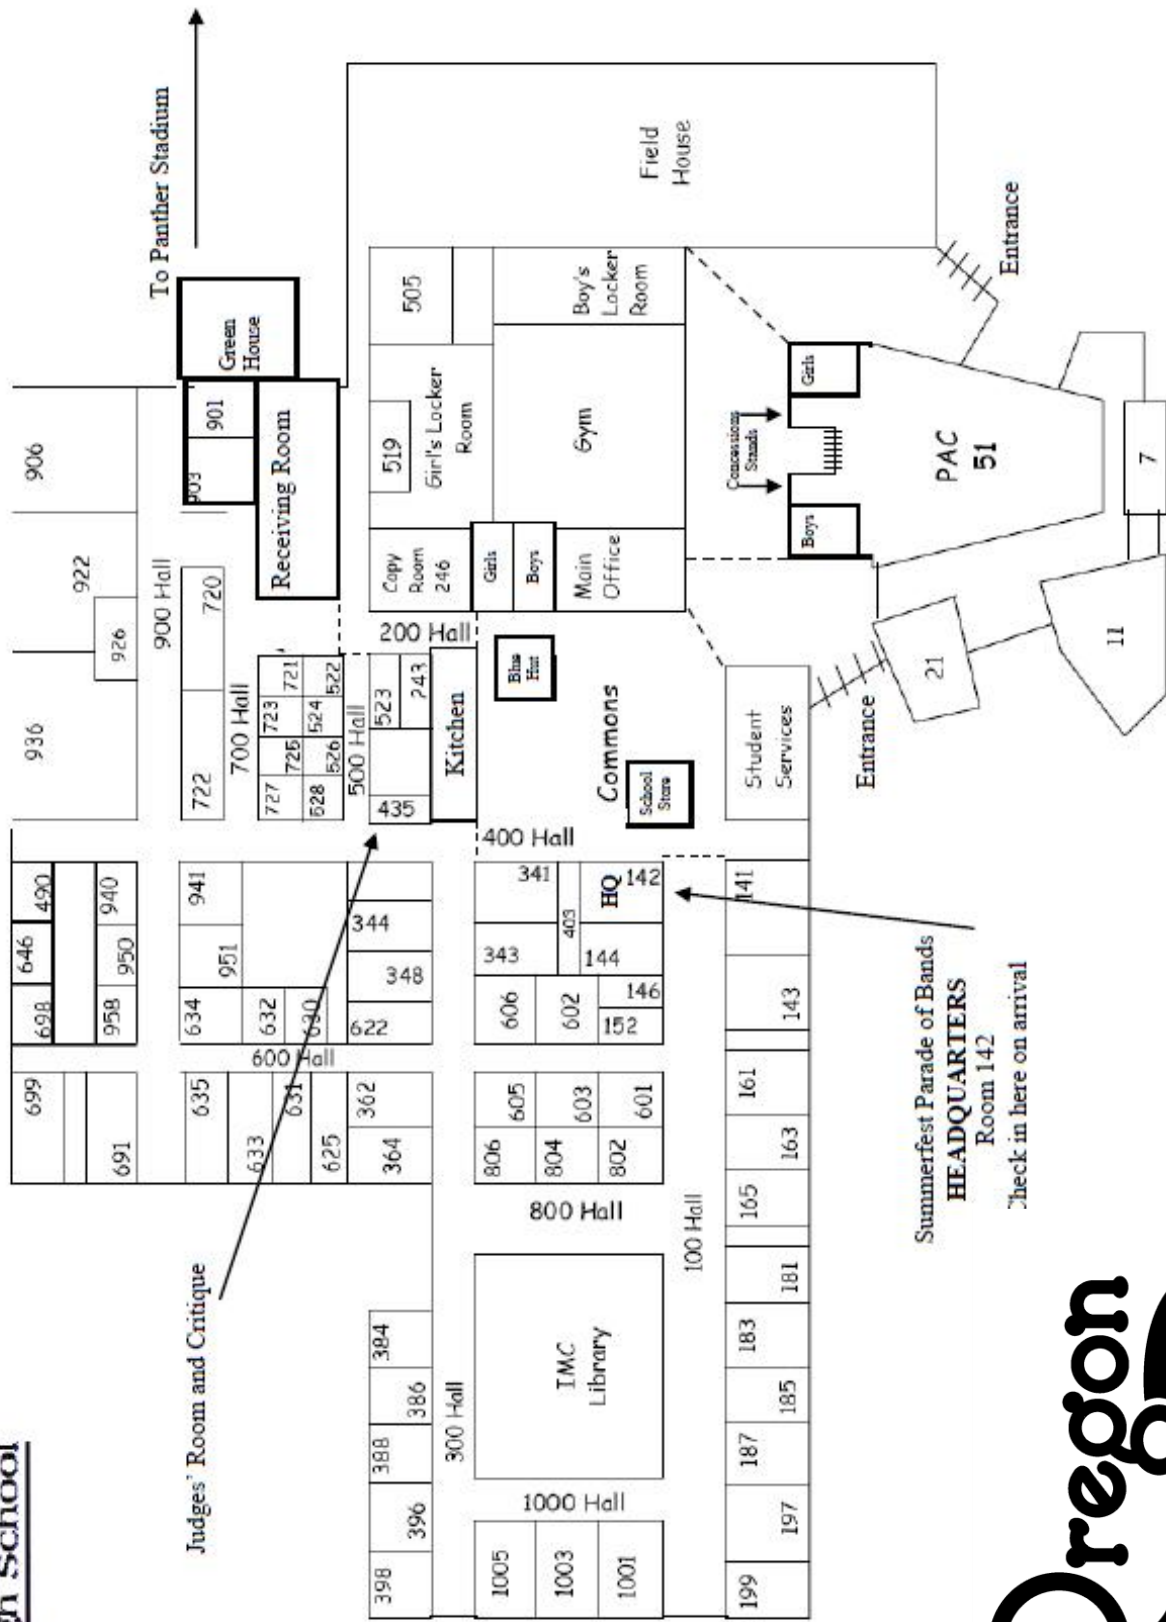 gh School
Judges' Room and Critique
To Panther Stadium
699
691
698
646
490
958
950
940
936
926
922
906
900 Hall
635
633
631
625
634
632
630
951
941
722
720
700 Hall
903
901
Green
House
Receiving Room
727
725
723
721
528
526
524
522
600 Hall
500 Hall
398
396
388
386
384
364
362
622
348
344
435
523
243
200 Hall
Copy
Room
246
519
Girl's Locker
Room
505
300 Hall
Kitchen
1005
1003
1001
1000 Hall
IMC
Library
800 Hall
806
804
802
605
603
601
606
602
152
146
343
341
403
144
HQ
142
400 Hall
Blue
Hut
Commons
School
Store
Girls
Boys
Main
Office
Gym
Boy's
Locker
Room
Field
House
100 Hall
199
197
187
185
183
181
165
163
161
143
141
Student
Services
Concessions
Stands
Boys
Girls
PAC
51
Entrance
Entrance
21
11
7
Summerfest Parade of Bands
HEADQUARTERS
Room 142
Check in here on arrival
Oregon